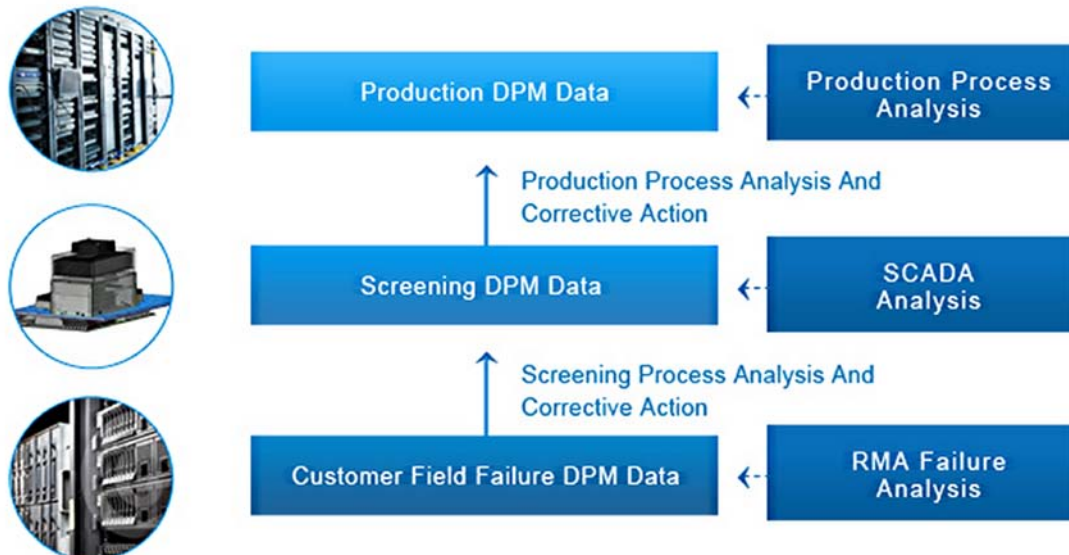 Production DPM Data
Production Process
Analysis
Production Process Analysis And
Corrective Action
Screening DPM Data
SCADA
Analysis
Screening Process Analysis And
Corrective Action
Customer Field Failure DPM Data
RMA Failure
Analysis